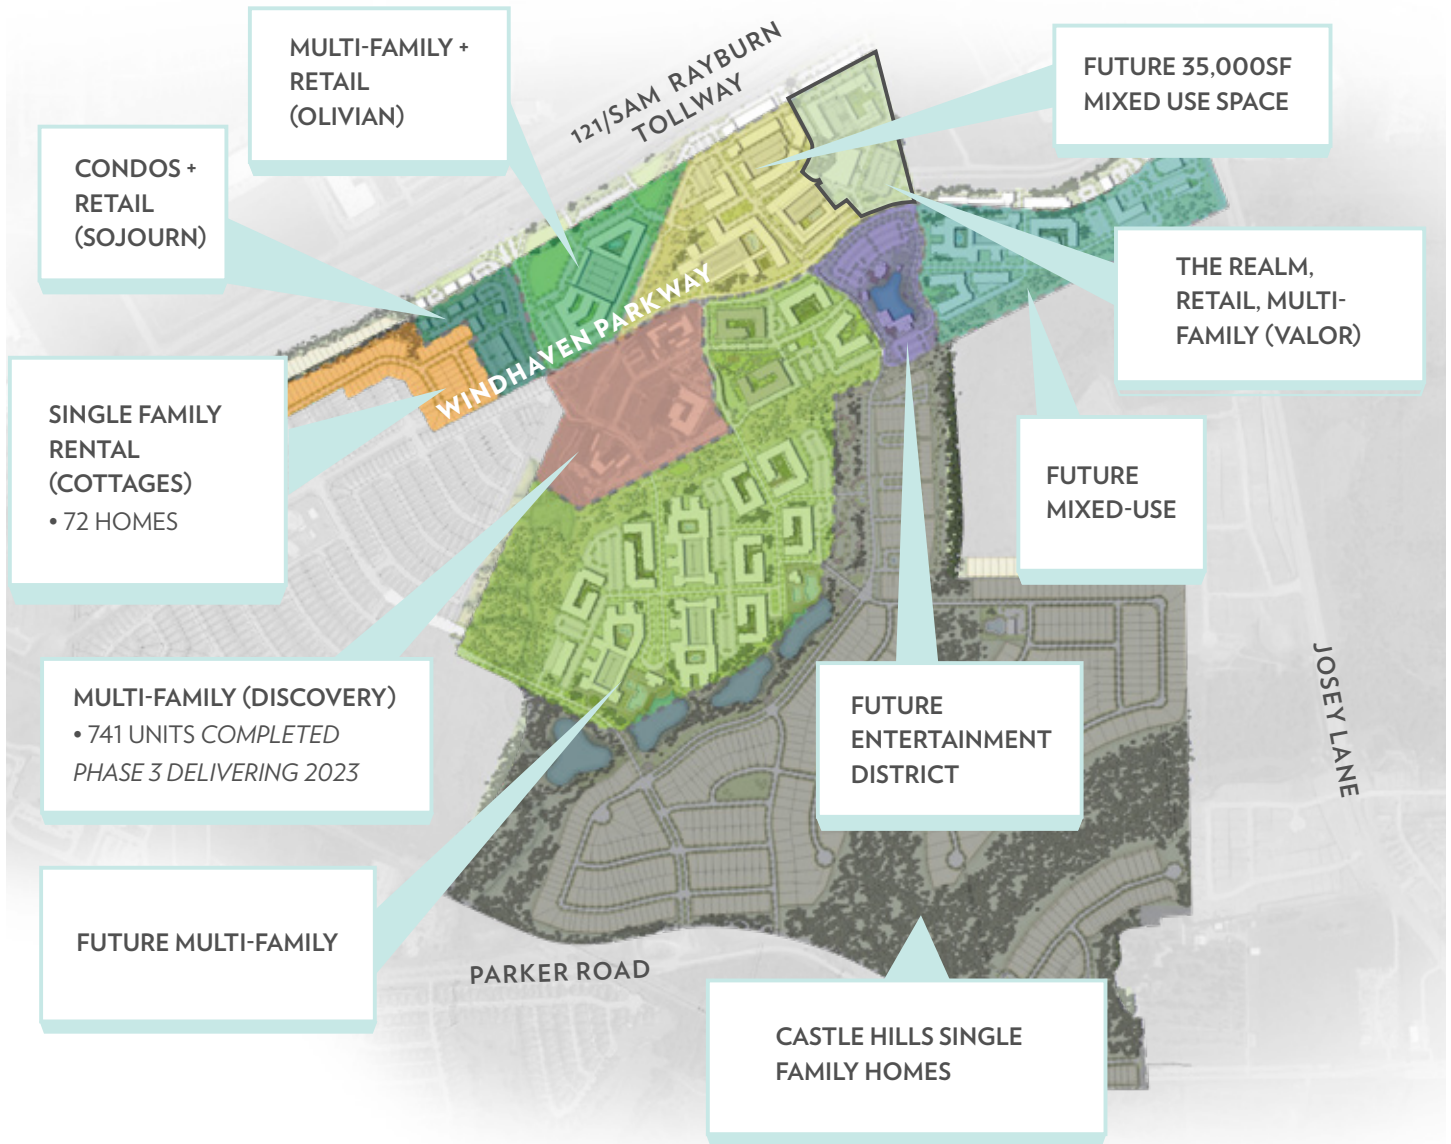 MULTI-FAMILY +
RETAIL
(OLIVIAN)
121/SAM RAYBURN
TOLLWAY
FUTURE 35,000SF
MIXED USE SPACE
CONDOS +
RETAIL
(SOJOURN)
THE REALM,
RETAIL, MULTI-
FAMILY (VALOR)
WINDHAVEN PARKWAY
SINGLE FAMILY
RENTAL
(COTTAGES)
• 72 HOMES
FUTURE
MIXED-USE
MULTI-FAMILY (DISCOVERY)
• 741 UNITS COMPLETED
PHASE 3 DELIVERING 2023
FUTURE
ENTERTAINMENT
DISTRICT
JOSEY LANE
FUTURE MULTI-FAMILY
PARKER ROAD
CASTLE HILLS SINGLE
FAMILY HOMES